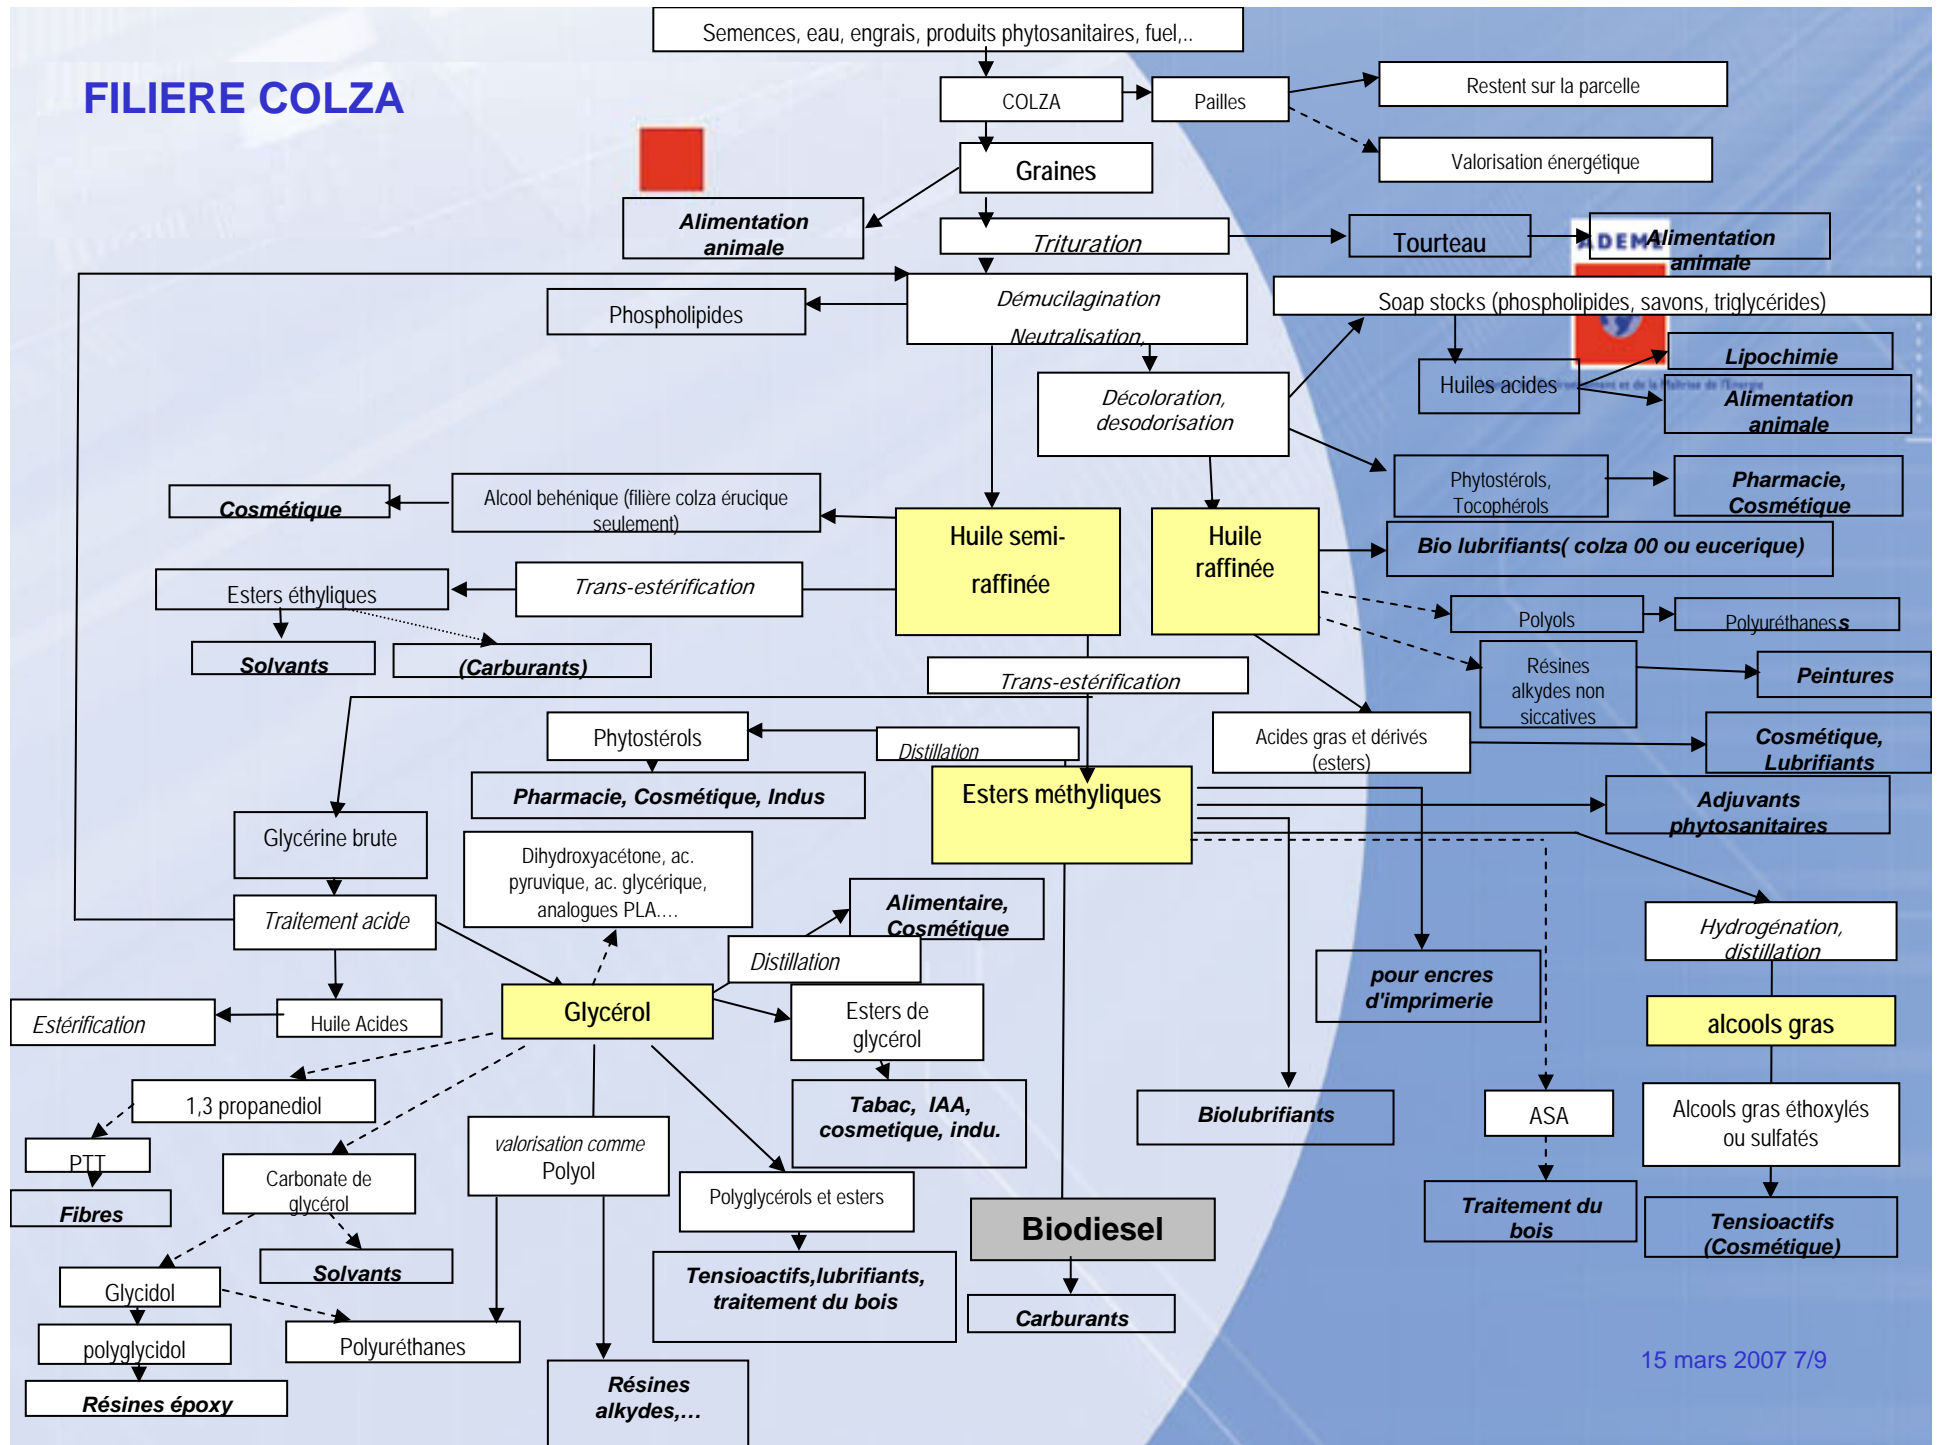 Semences, eau, engrais, produits phytosanitaires, fuel,..
FILIERE COLZA
COLZA
Pailles
Restent sur la parcelle
Valorisation énergétique
Graines
Alimentation
animale
Trituration
Tourteau
ADEME
Alimentation
animale
Démucilagination
Neutralisation,
Phospholipides
Soap stocks (phospholipides, savons, triglycérides)
Lipochimie
Huiles acides
de la Maîtrise de l'Energie
Alimentation
animale
Décoloration,
desodorisation
Phytostérols,
Tocophérols
Pharmacie,
Cosmétique
Cosmétique
Alcool behénique (filière colza érucique
seulement)
Huile semi-
raffinée
Huile
raffinée
Bio lubrifiants( colza 00 ou eucerique)
Esters éthyliques
Trans-estérification
Polyols
Polyuréthaness
Solvants
(Carburants)
Trans-estérification
Résines
alkydes non
siccatives
Peintures
Phytostérols
Distillation
Acides gras et dérivés
(esters)
Cosmétique,
Lubrifiants
Pharmacie, Cosmétique, Indus
Esters méthyliques
Adjuvants
phytosanitaires
Glycérine brute
Dihydroxyacétone, ac.
pyruvique, ac. glycérique,
analogues PLA....
Alimentaire,
Cosmétique
Traitement acide
Distillation
Hydrogénation,
distillation
pour encres
d'imprimerie
Estérification
Huile Acides
Glycérol
Esters de
glycérol
alcools gras
1,3 propanediol
Tabac, IAA,
cosmetique, indu.
Biolubrifiants
ASA
Alcools gras éthoxylés
ou sulfatés
PTT
Fibres
Carbonate de
glycérol
valorisation comme
Polyol
Polyglycérols et esters
Biodiesel
Traitement du
bois
Tensioactifs
(Cosmétique)
Solvants
Glycidol
Tensioactifs,lubrifiants,
traitement du bois
Carburants
polyglycidol
Polyuréthanes
Résines époxy
Résines
alkydes,...
15 mars 2007 7/9